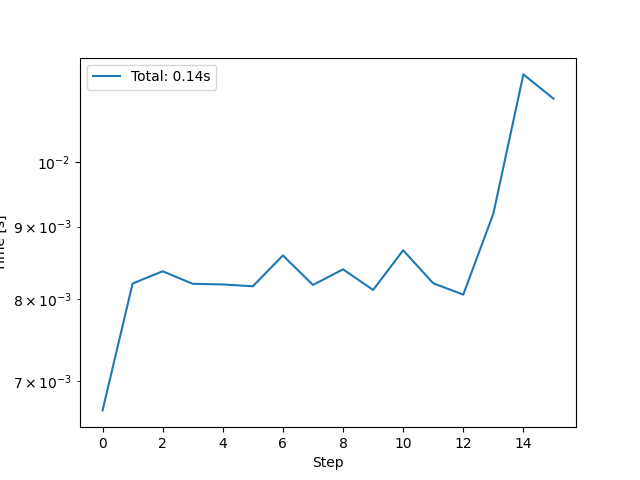 Total: 0.14s
10⁻²
9 × 10⁻³
8 × 10⁻³
7 × 10⁻³
[s]
0 2 4 6 8 10 12 14
Step